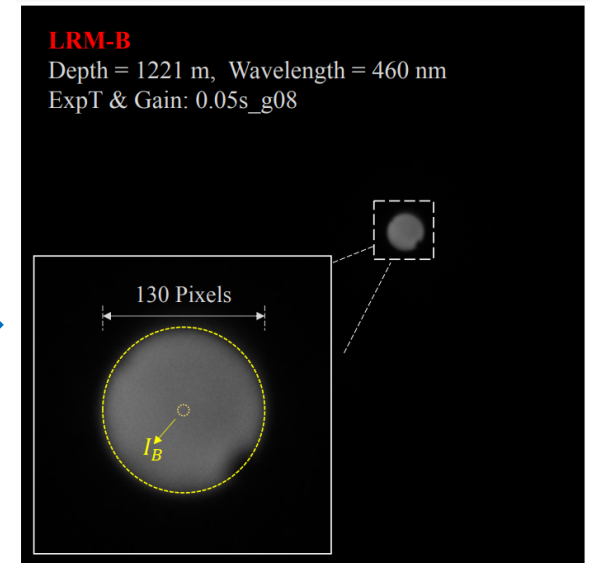 LRM-B
Depth = 1221 m, Wavelength = 460 nm
ExpT & Gain: 0.05s_g08
130 Pixels
I_B